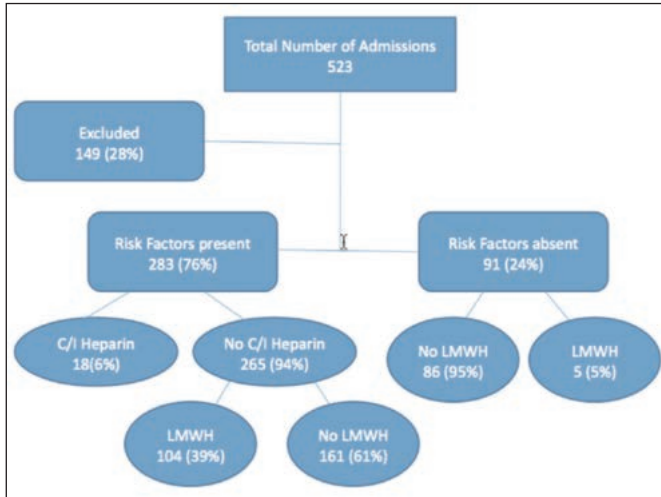 Total Number of Admissions
523
Excluded
149 (28%)
Risk Factors present
283 (76%)
Risk Factors absent
91 (24%)
C/I Heparin
18(6%)
No C/I Heparin
265 (94%)
No LMWH
86 (95%)
LMWH
5 (5%)
LMWH
104 (39%)
No LMWH
161 (61%)